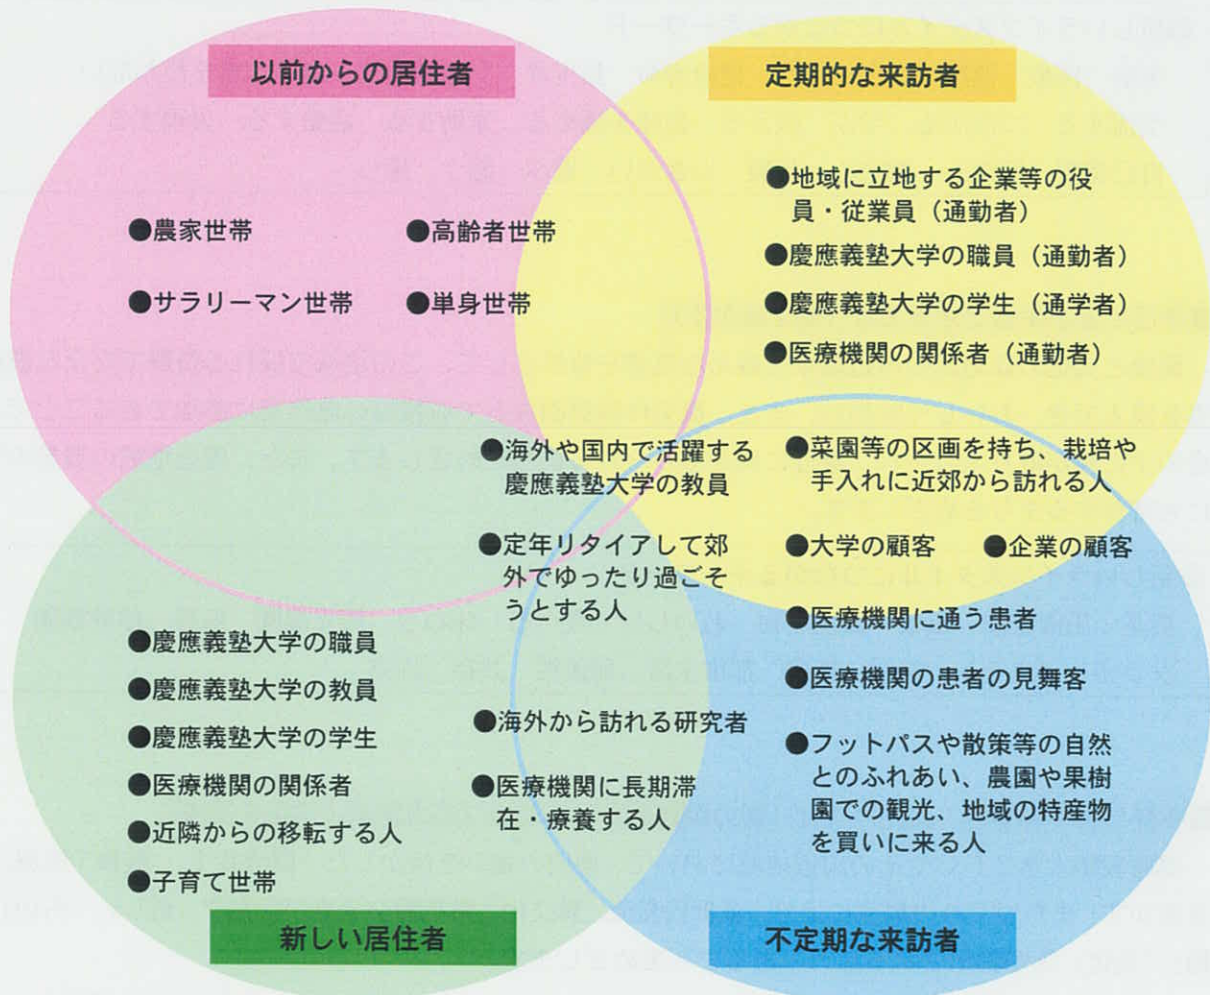 以前からの居住者
●農家世帯
●高齢者世帯
●サラリーマン世帯
●単身世帯
定期的な来訪者
●地域に立地する企業等の役
員・従業員（通勤者）
●慶應義塾大学の職員（通勤者）
●慶應義塾大学の学生（通学者）
●医療機関の関係者（通勤者）
●海外や国内で活躍する
慶應義塾大学の教員
●菜園等の区画を持ち、栽培や
手入れに近郊から訪れる人
●定年リタイアして郊
外でゆったり過ごそ
うとする人
●大学の顧客
●企業の顧客
●医療機関に通う患者
●医療機関の患者の見舞客
●フットパスや散策等の自然
とのふれあい、農園や果樹
園での観光、地域の特産物
を買いに来る人
●慶應義塾大学の職員
●慶應義塾大学の教員
●慶應義塾大学の学生
●医療機関の関係者
●近隣からの移転する人
●子育て世帯
●海外から訪れる研究者
●医療機関に長期滞
在・療養する人
新しい居住者
不定期な来訪者